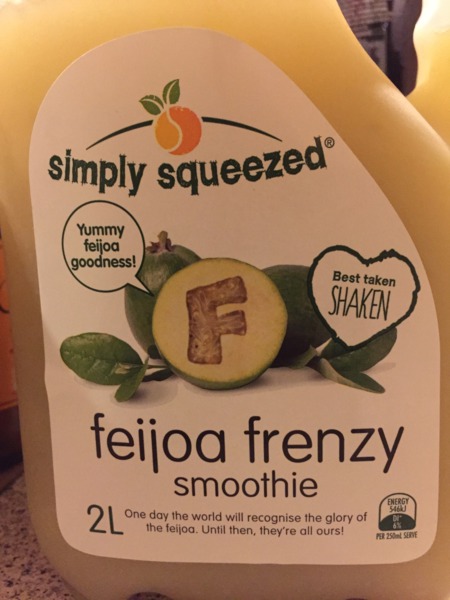 simply squeezed®
Yummy
feijoa
goodness!
F
Best taken
SHAKEN
feijoa frenzy
smoothie
2L
One day the world will recognise the glory of
the feijoa. Until then, they're all ours!
ENERGY
546kJ
DI*
6%
PER 250mL SERVE